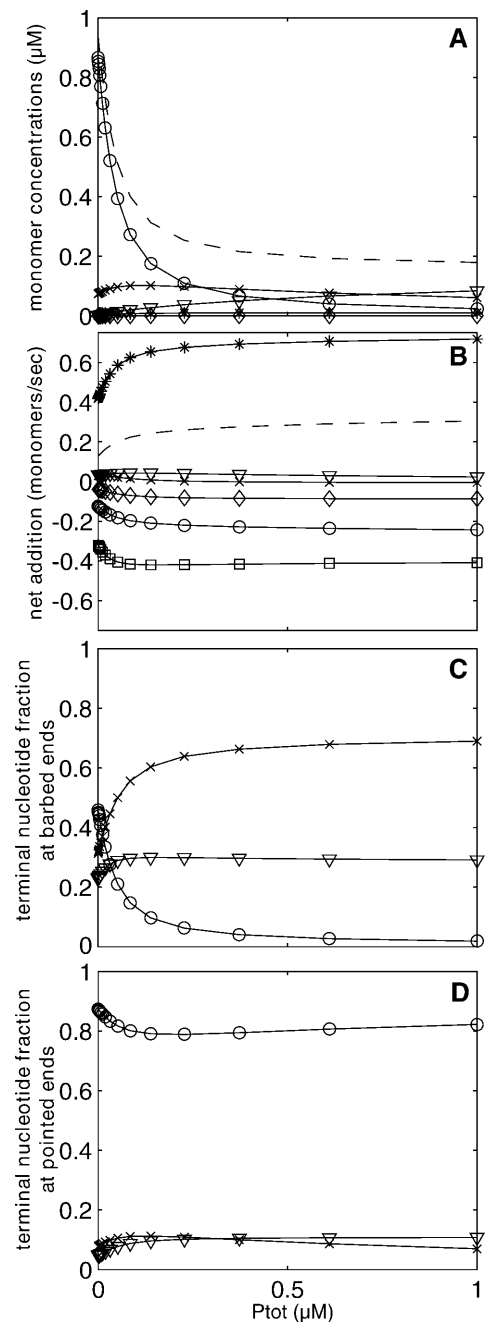 A
monomer concentrations (μM)
1
0.8
0.6
0.4
0.2
0
B
net addition (monomers/sec)
0.6
0.4
0.2
0
-0.2
-0.4
-0.6
C
terminal nucleotide fraction
at barbed ends
1
0.8
0.6
0.4
0.2
0
D
terminal nucleotide fraction
at pointed ends
1
0.8
0.6
0.4
0.2
0
0 0.5 1
Ptot (μM)